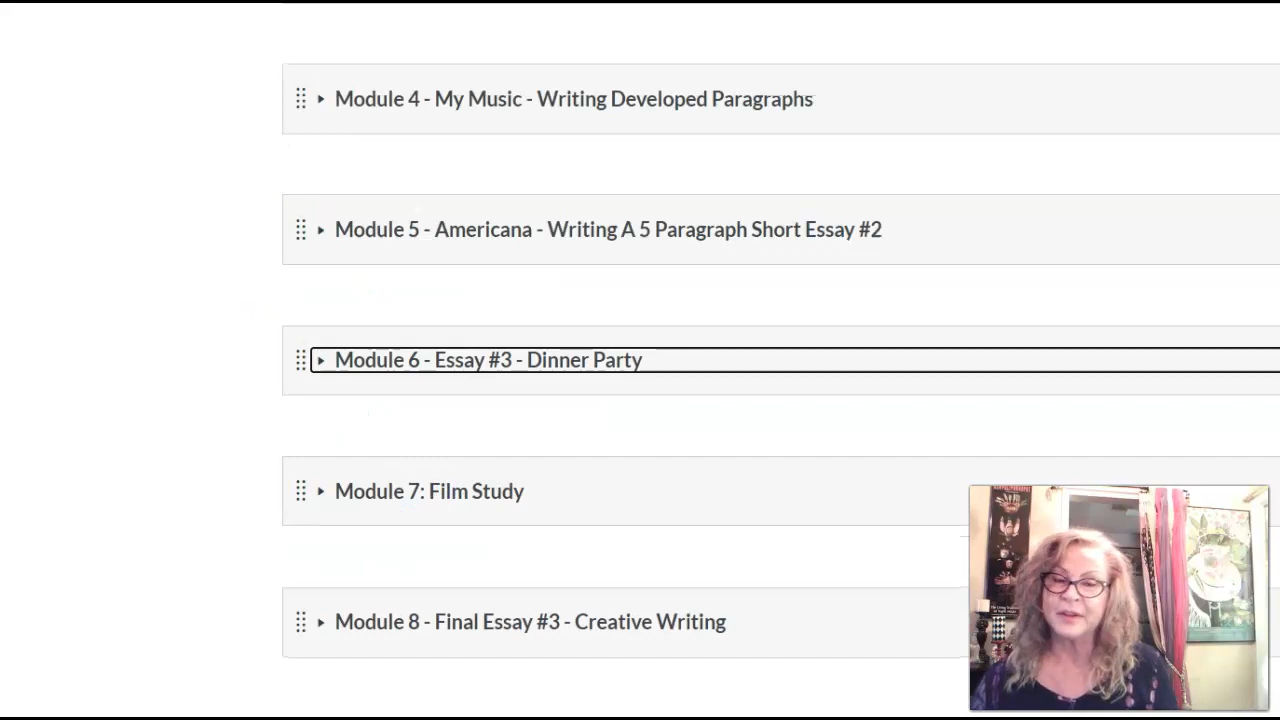 Module 4 - My Music - Writing Developed Paragraphs
Module 5 - Americana - Writing A 5 Paragraph Short Essay #2
Module 6 - Essay #3 - Dinner Party
Module 7: Film Study
Module 8 - Final Essay #3 - Creative Writing